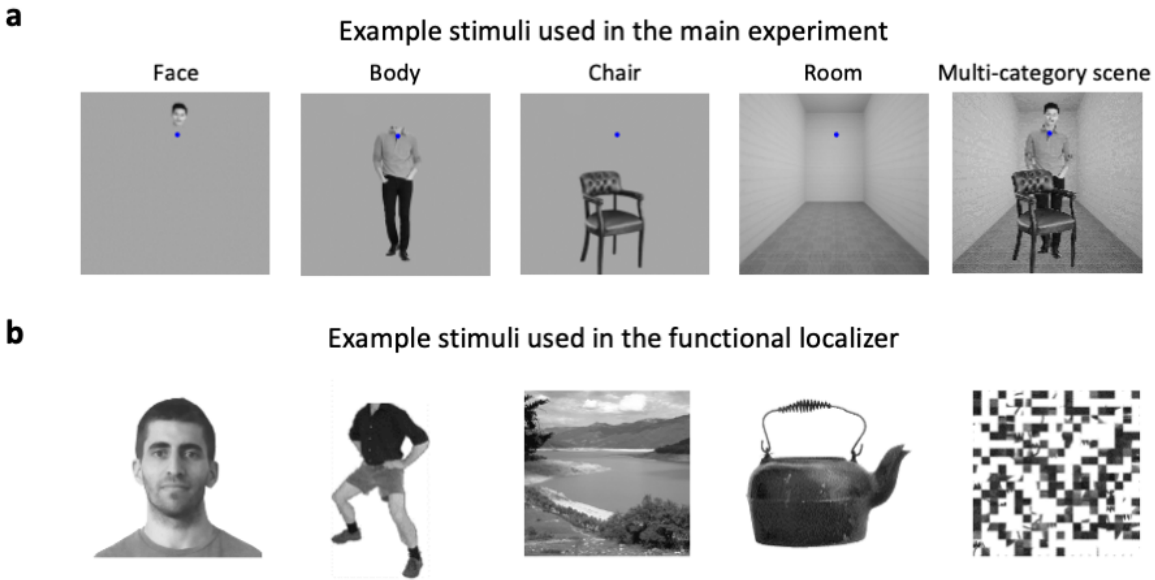 a
Example stimuli used in the main experiment
Face Body Chair Room Multi-category scene
b
Example stimuli used in the functional localizer